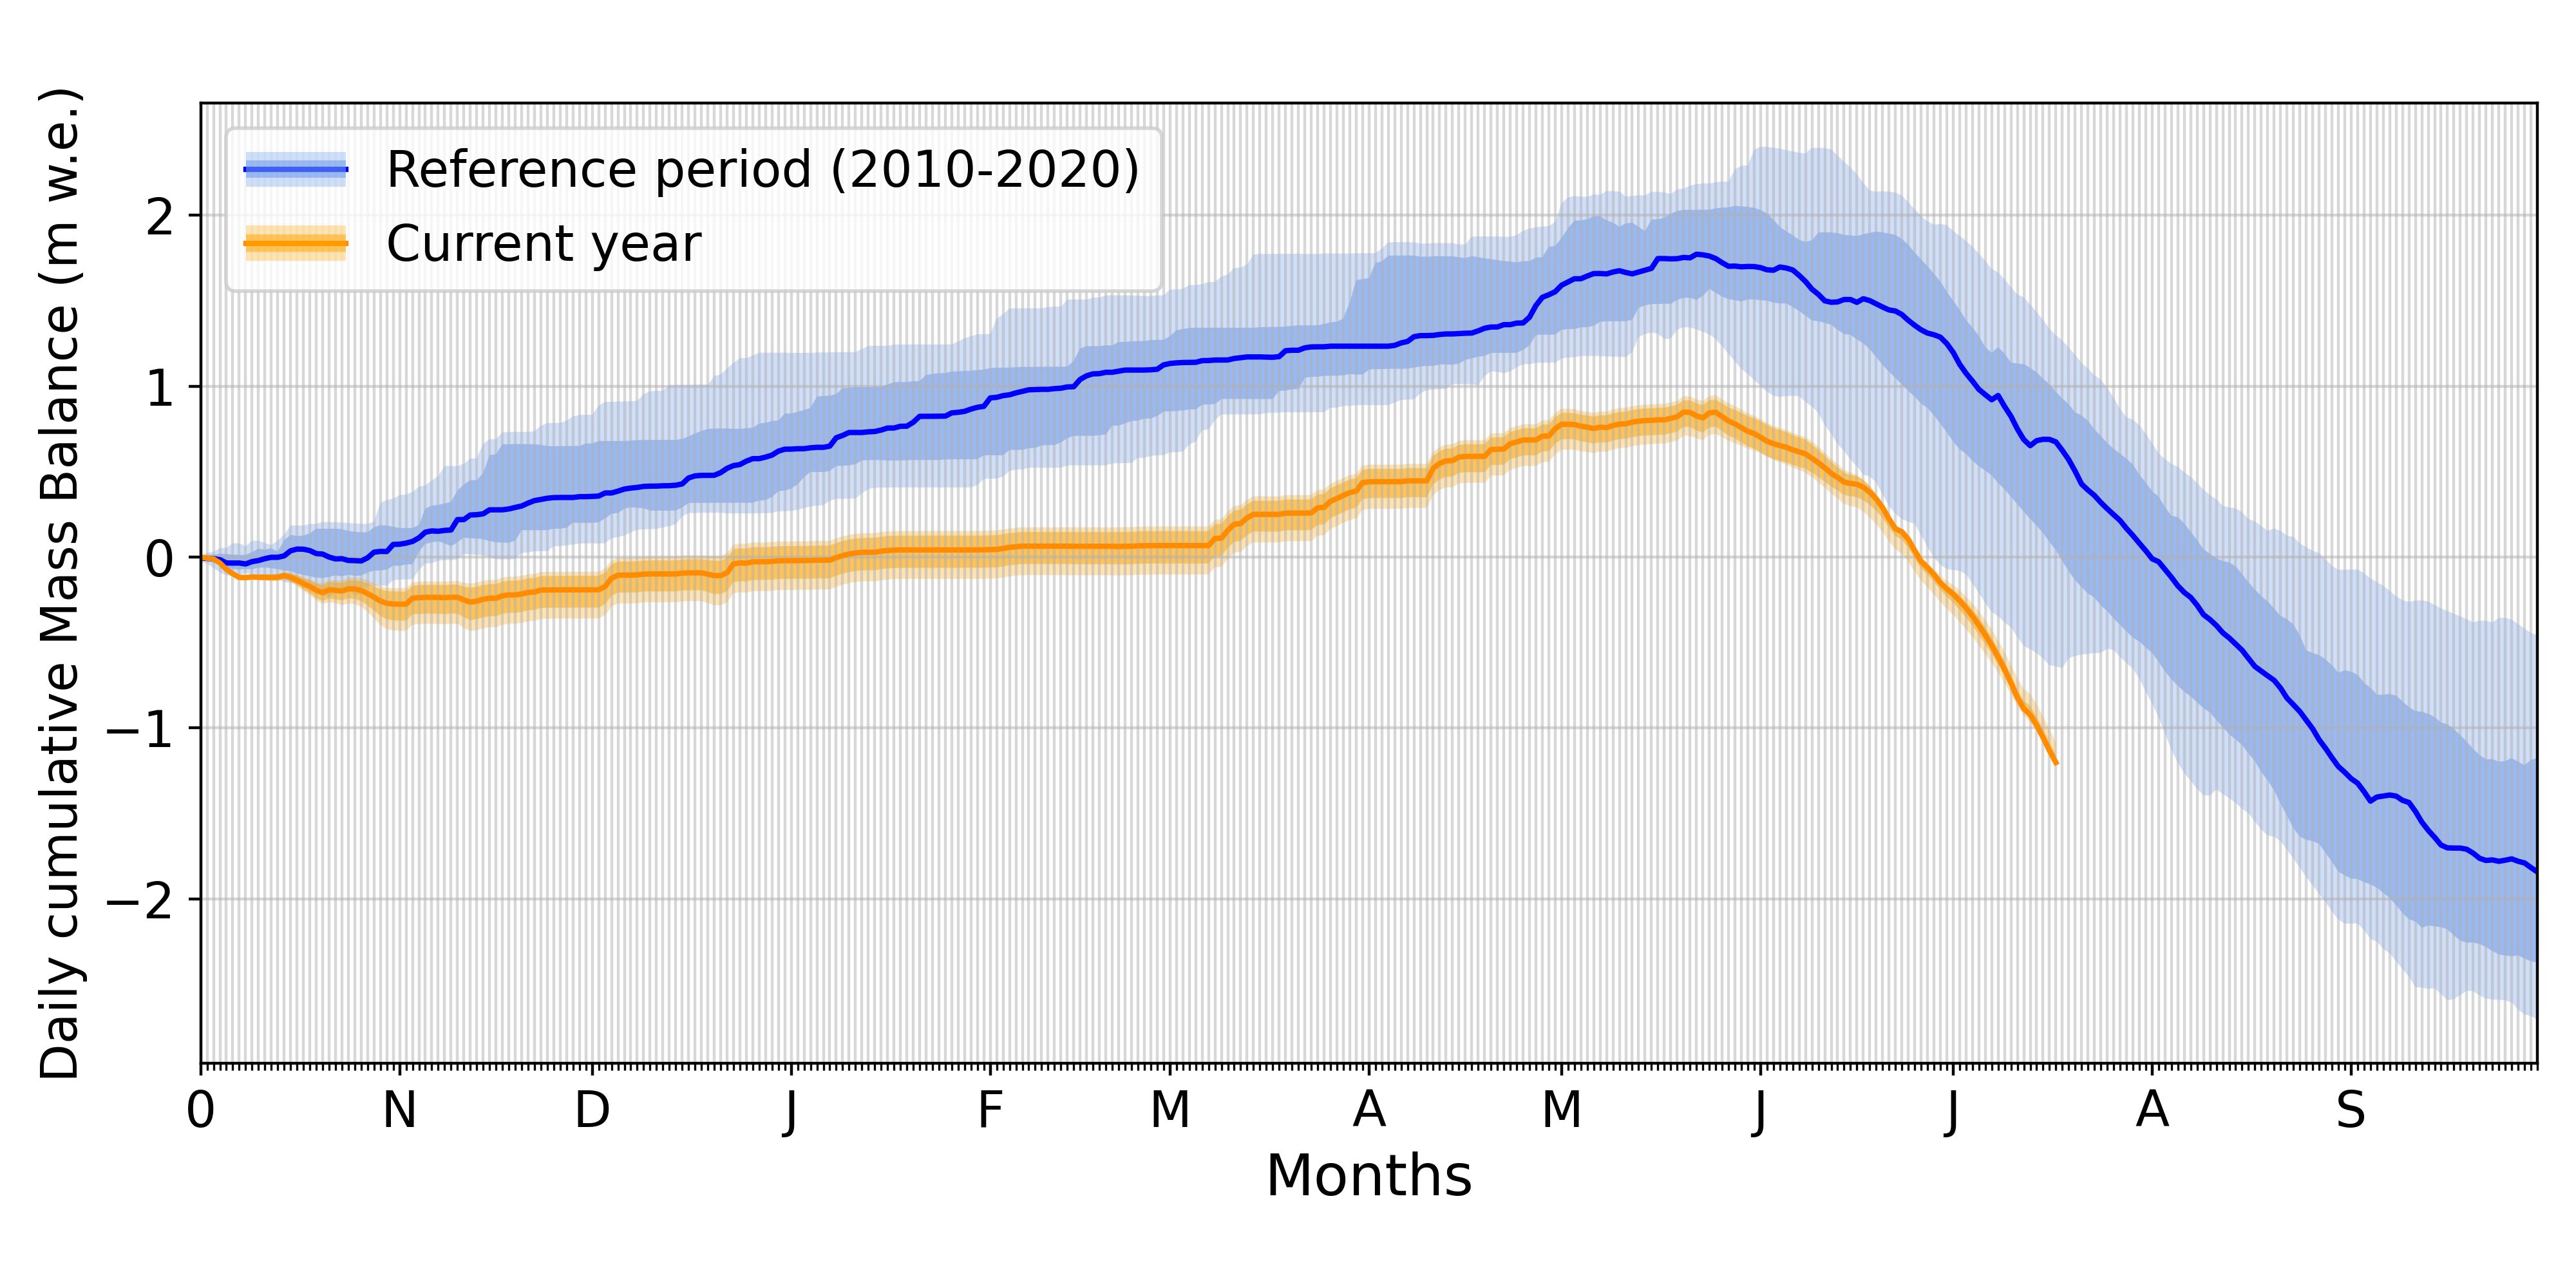 Daily cumulative Mass Balance (m w.e.)
2
1
0
−1
−2
Reference period (2010-2020)
Current year
0 N D J F M A M J J A S
Months